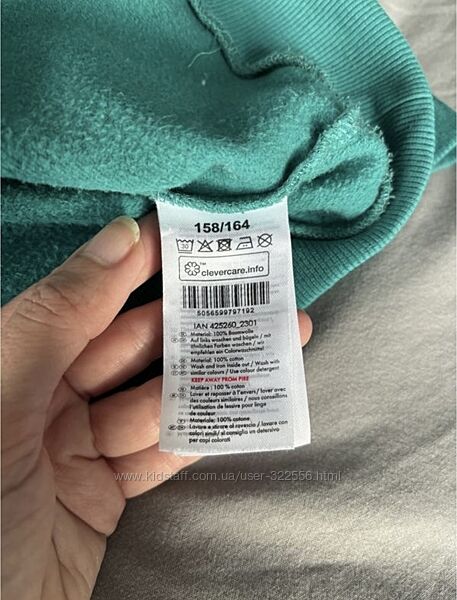 158/164
30
clevercare.info
5056599797192
IAN 425260_2301
Material: 100% Baumwolle
Auf links waschen und bügeln / mit
ähnlichen Farben waschen / wir
empfehlen ein Colorwaschmittel
Material: 100% cotton
Wash and iron inside out / Wash with
similar colours / Use colour detergent
KEEP AWAY FROM FIRE
Matière : 100 % coton
Laver et repasser à l'envers / laver avec
des couleurs similaires / nous conseillons
l'utilisation de lessive pour linge
de couleur
Materiale: 100% cotone
Lavare e stirare al rovescio / lavare con
colori simili / si consiglia un detersivo
per capi colorati
www.kidstaff.com.ua/user-322556.html